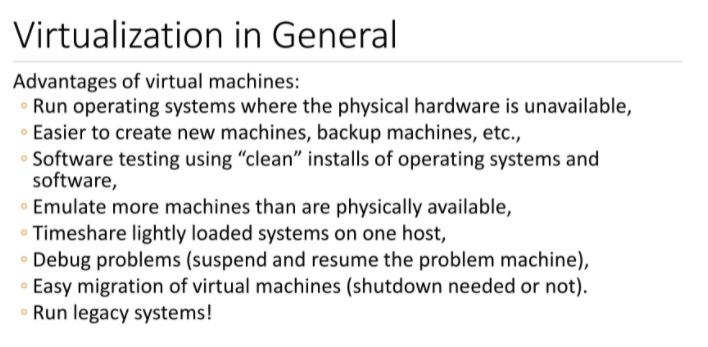 Virtualization in General
Advantages of virtual machines:
◦ Run operating systems where the physical hardware is unavailable,
◦ Easier to create new machines, backup machines, etc.,
◦ Software testing using “clean” installs of operating systems and
software,
◦ Emulate more machines than are physically available,
◦ Timeshare lightly loaded systems on one host,
◦ Debug problems (suspend and resume the problem machine),
◦ Easy migration of virtual machines (shutdown needed or not).
◦ Run legacy systems!